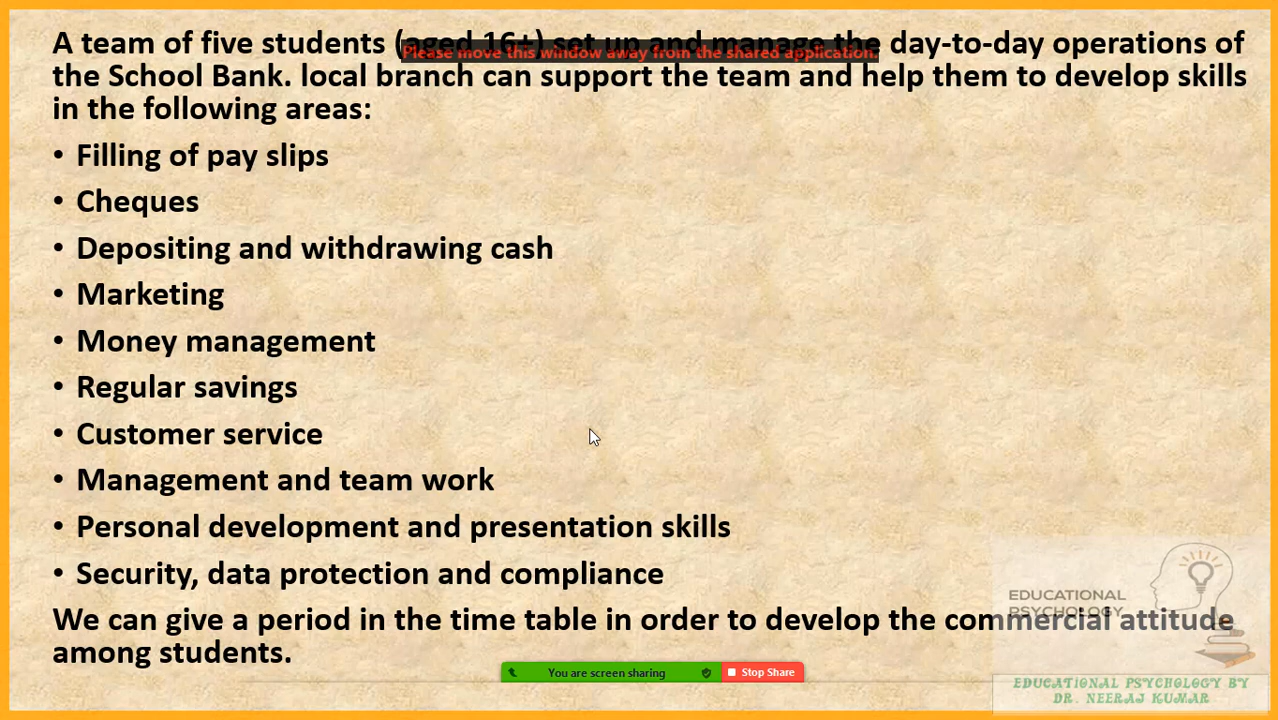 A team of five students (aged 16+) set up and manage the day-to-day operations of
Please move this window away from the shared application.
the School Bank. local branch can support the team and help them to develop skills
in the following areas:
• Filling of pay slips
• Cheques
• Depositing and withdrawing cash
• Marketing
• Money management
• Regular savings
• Customer service
• Management and team work
• Personal development and presentation skills
• Security, data protection and compliance
EDUCATIONAL
PSYCHOLOGY
We can give a period in the time table in order to develop the commercial attitude
among students.
You are screen sharing
Stop Share
EDUCATIONAL PSYCHOLOGY BY
DR. NEERAJ KUMAR